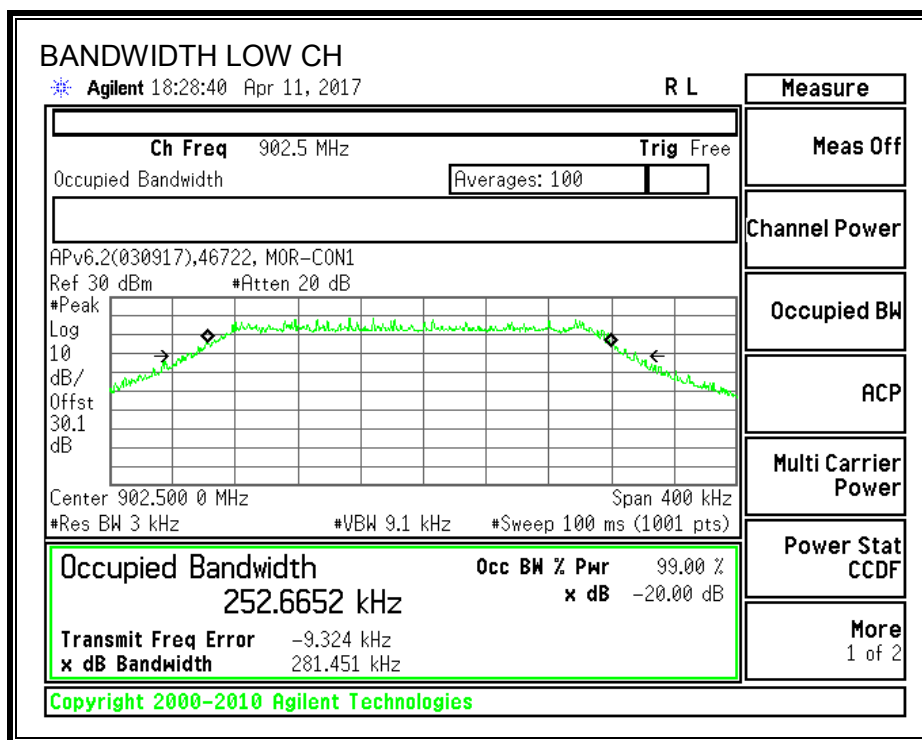 BANDWIDTH LOW CH
Agilent 18:28:40 Apr 11, 2017 R L
Measure
Ch Freq 902.5 MHz Trig Free
Occupied Bandwidth Averages: 100
APv6.2(030917),46722, MOR-CON1
Ref 30 dBm #Atten 20 dB
#Peak
Log
10
dB/
Offst
30.1
dB
Center 902.500 0 MHz Span 400 kHz
#Res BW 3 kHz #VBW 9.1 kHz #Sweep 100 ms (1001 pts)
Occupied Bandwidth Occ BW % Pwr 99.00 %
252.6652 kHz x dB -20.00 dB
Transmit Freq Error -9.324 kHz
x dB Bandwidth 281.451 kHz
Copyright 2000-2010 Agilent Technologies
Meas Off
Channel Power
Occupied BW
ACP
Multi Carrier
Power
Power Stat
CCDF
More
1 of 2